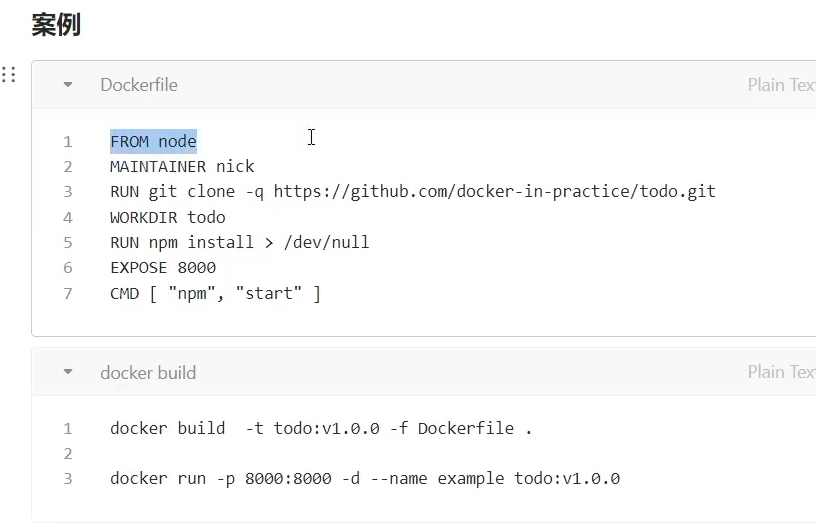 案例
Dockerfile
Plain Tex
1 FROM node
2 MAINTAINER nick
3 RUN git clone -q https://github.com/docker-in-practice/todo.git
4 WORKDIR todo
5 RUN npm install > /dev/null
6 EXPOSE 8000
7 CMD [ "npm", "start" ]
docker build
Plain Tex
1 docker build  -t todo:v1.0.0 -f Dockerfile .
2
3 docker run -p 8000:8000 -d --name example todo:v1.0.0